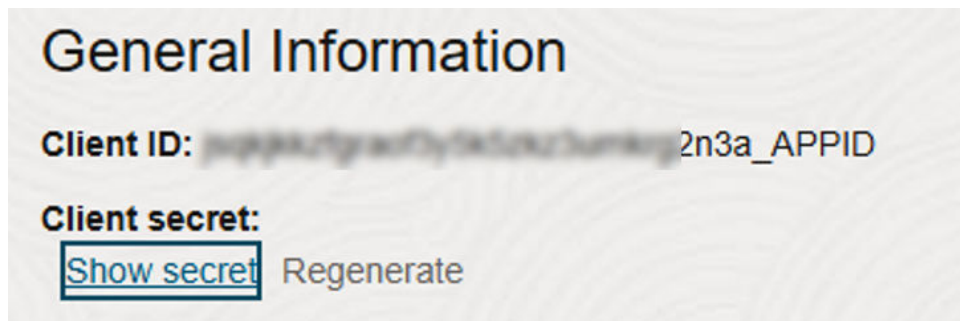 General Information
Client ID: 2n3a_APPID
Client secret:
Show secret Regenerate